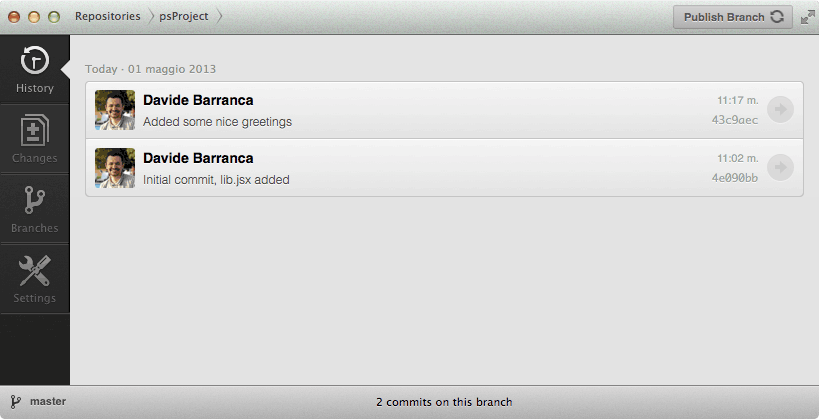 Repositories psProject Publish Branch
History
Changes
Branches
Settings
Today · 01 maggio 2013
Davide Barranca 11:17 m.
Added some nice greetings 43c9aec
Davide Barranca 11:02 m.
Initial commit, lib.jsx added 4e090bb
master 2 commits on this branch